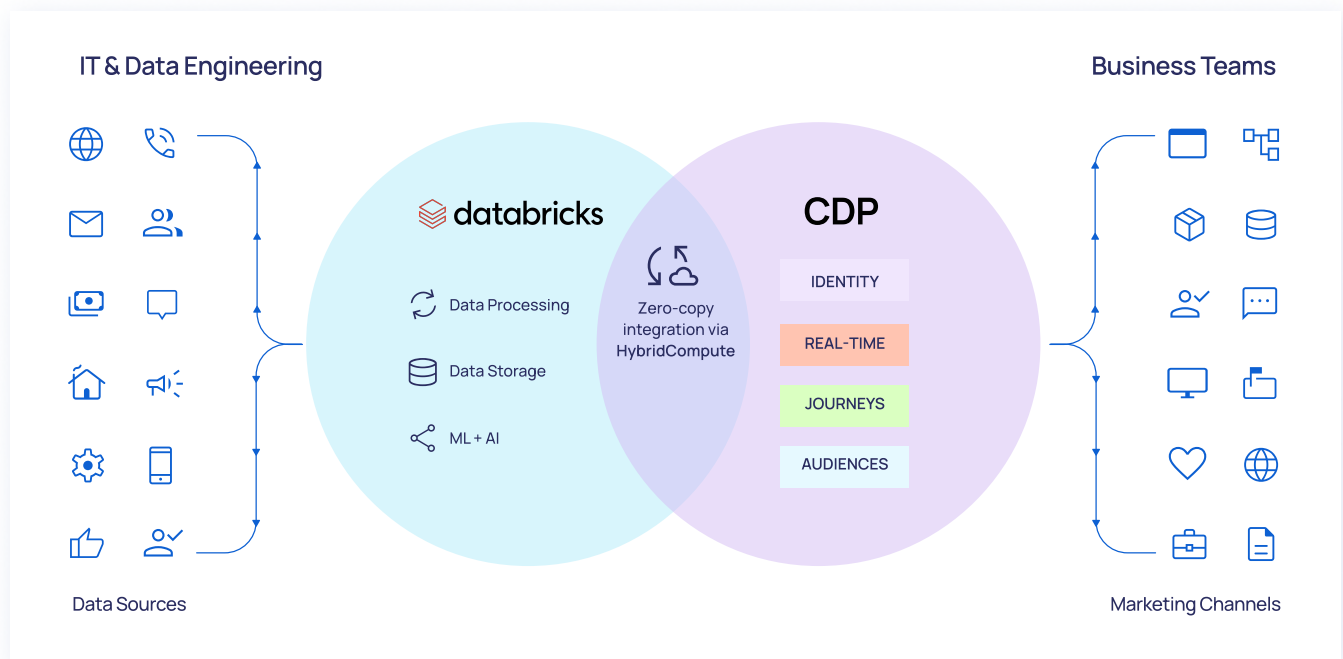 IT & Data Engineering
Business Teams
databricks
CDP
Data Processing
Data Storage
ML + AI
Zero-copy
integration via
HybridCompute
IDENTITY
REAL-TIME
JOURNEYS
AUDIENCES
Data Sources
Marketing Channels